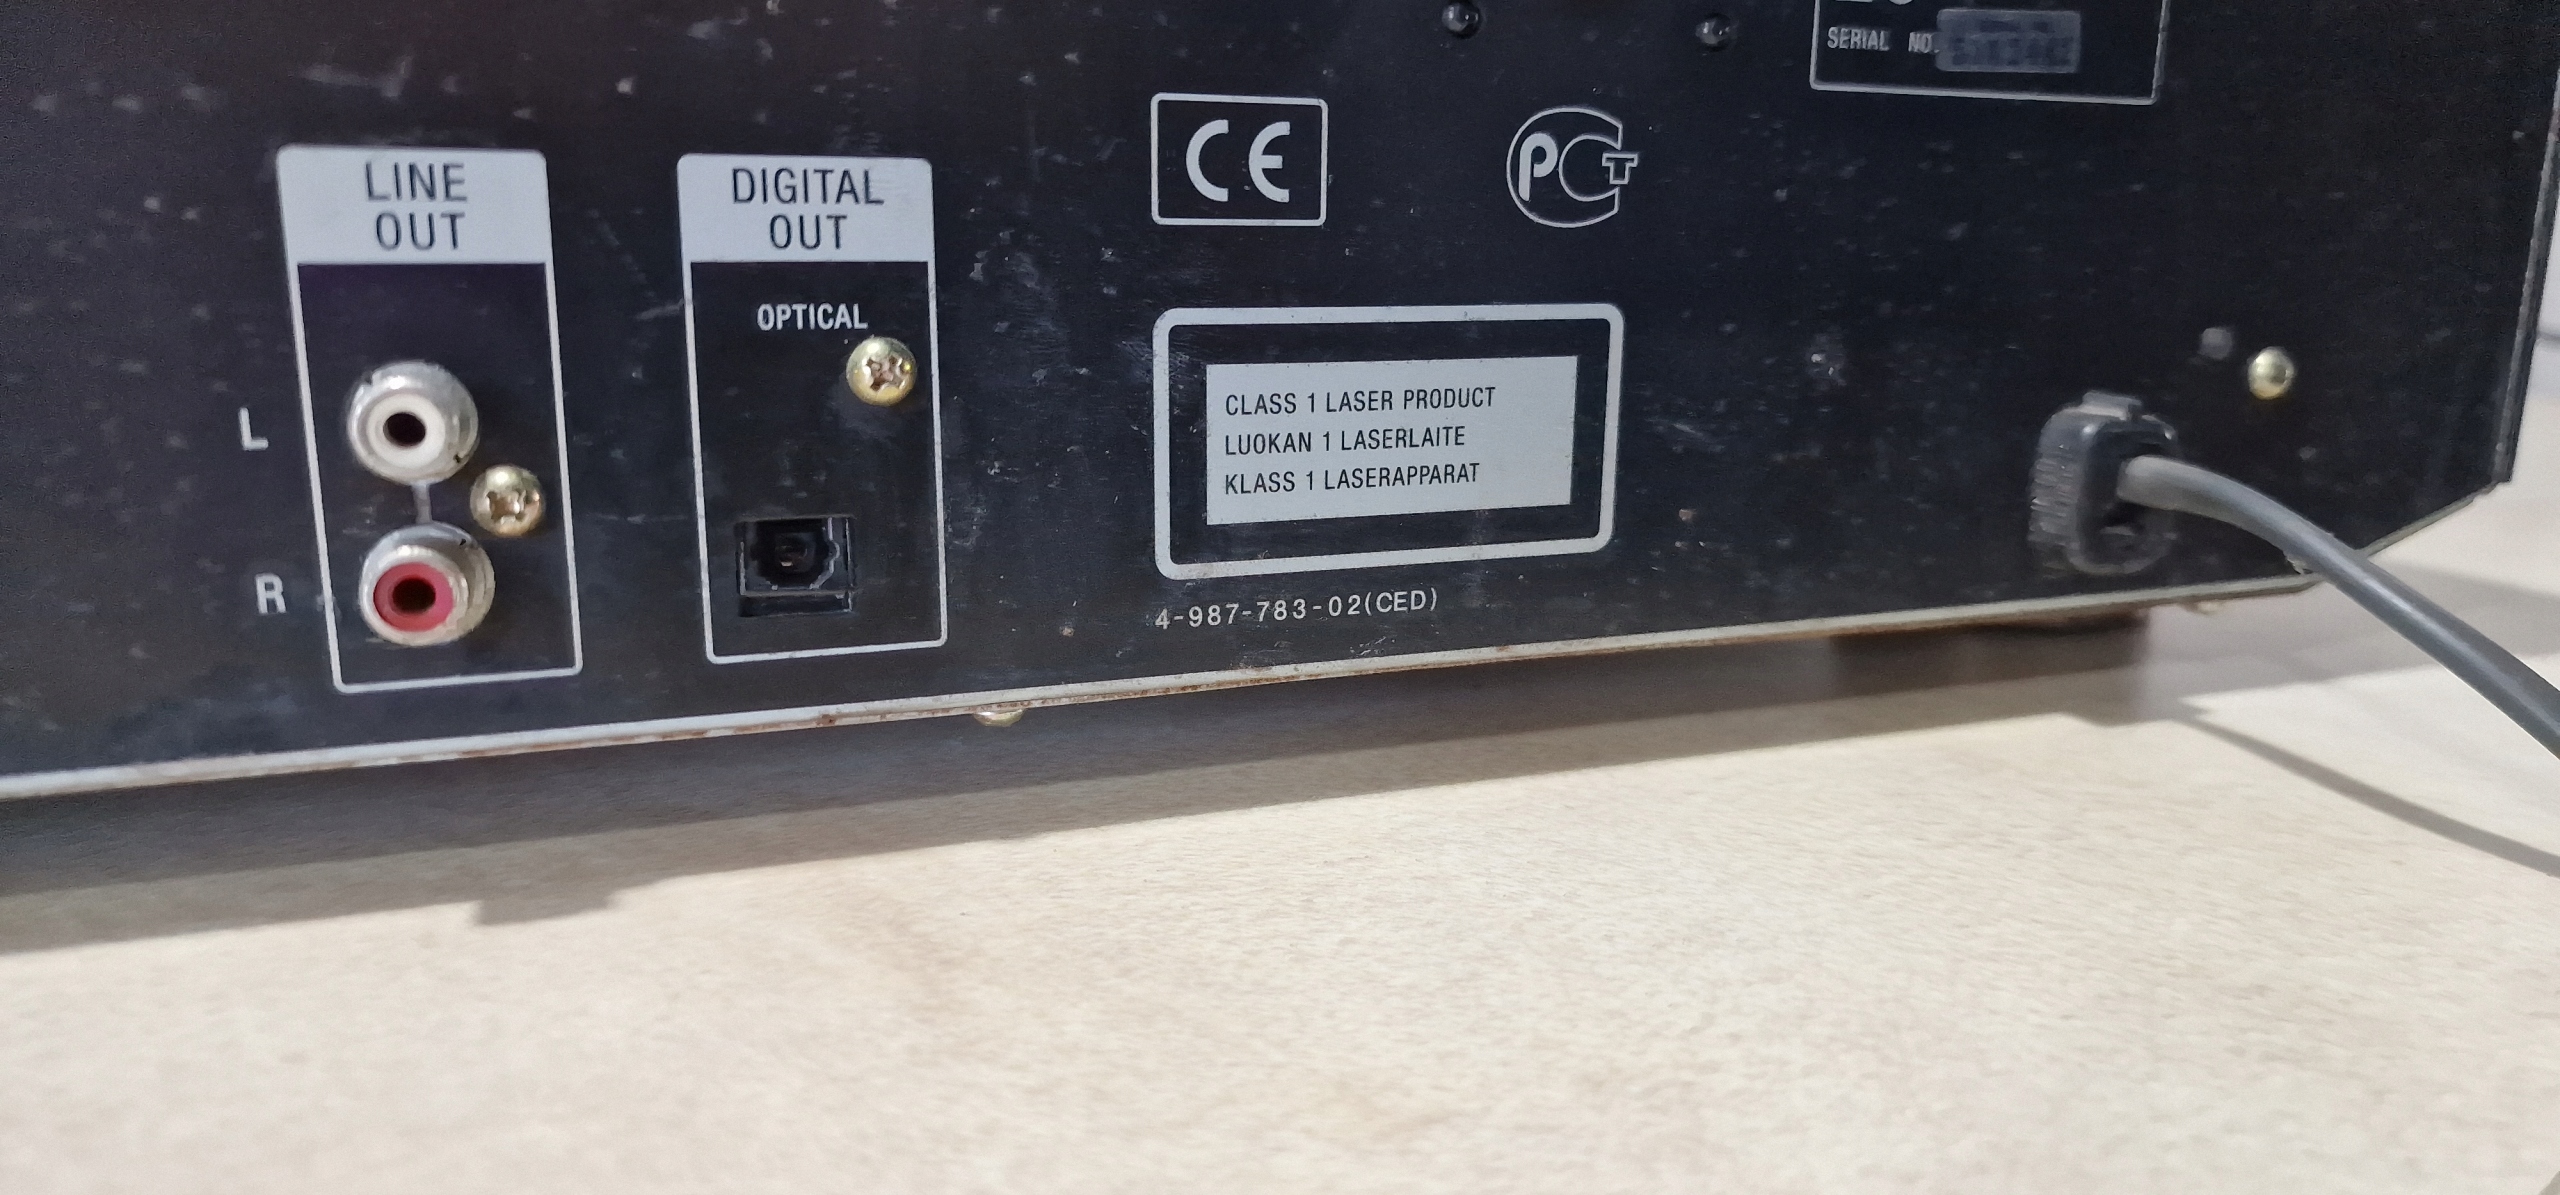 SERIAL NO.
CE
PCT
LINE
OUT
DIGITAL
OUT
OPTICAL
L
R
CLASS 1 LASER PRODUCT
LUOKAN 1 LASERLAITE
KLASS 1 LASERAPPARAT
4-987-783-02(CED)